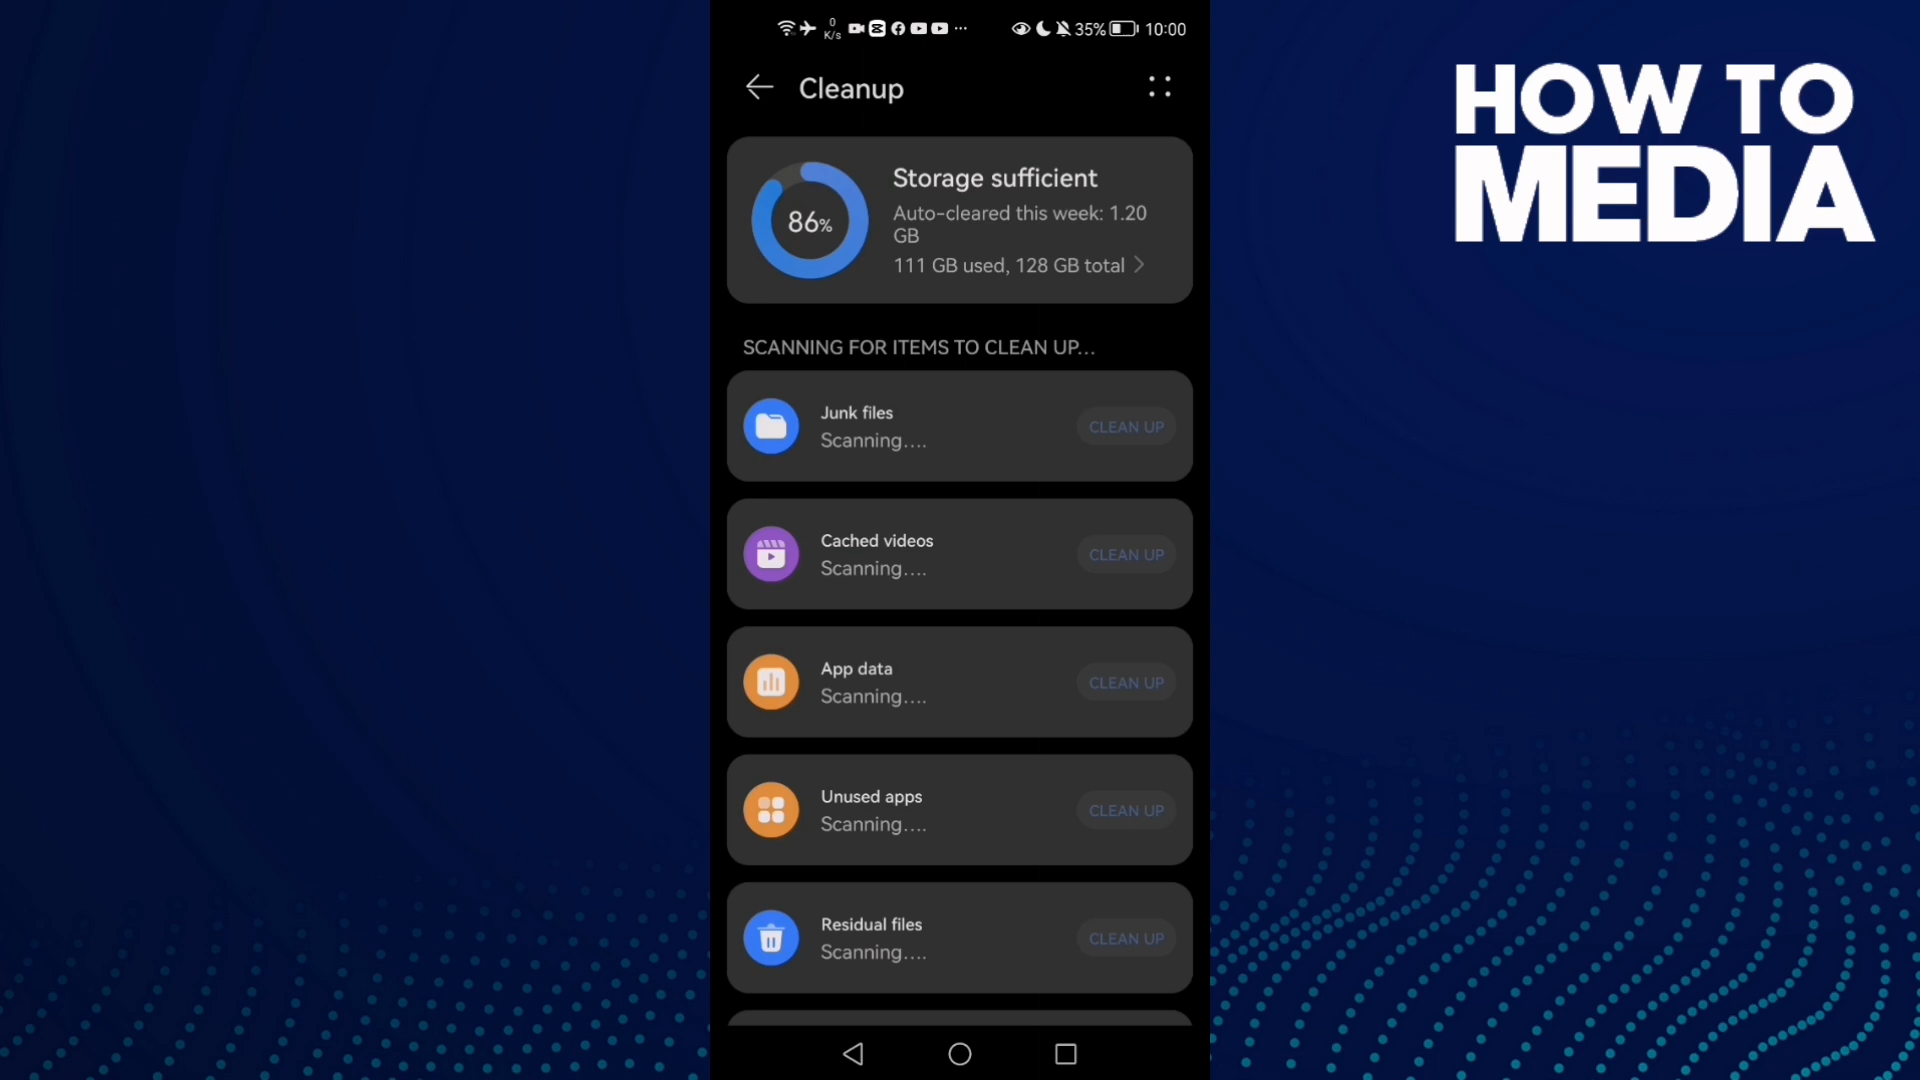 0
K/s
35%
10:00
Cleanup
HOW TO
MEDIA
86%
Storage sufficient
Auto-cleared this week: 1.20
GB
111 GB used, 128 GB total
SCANNING FOR ITEMS TO CLEAN UP...
Junk files
Scanning....
CLEAN UP
Cached videos
Scanning....
CLEAN UP
App data
Scanning....
CLEAN UP
Unused apps
Scanning....
CLEAN UP
Residual files
Scanning....
CLEAN UP